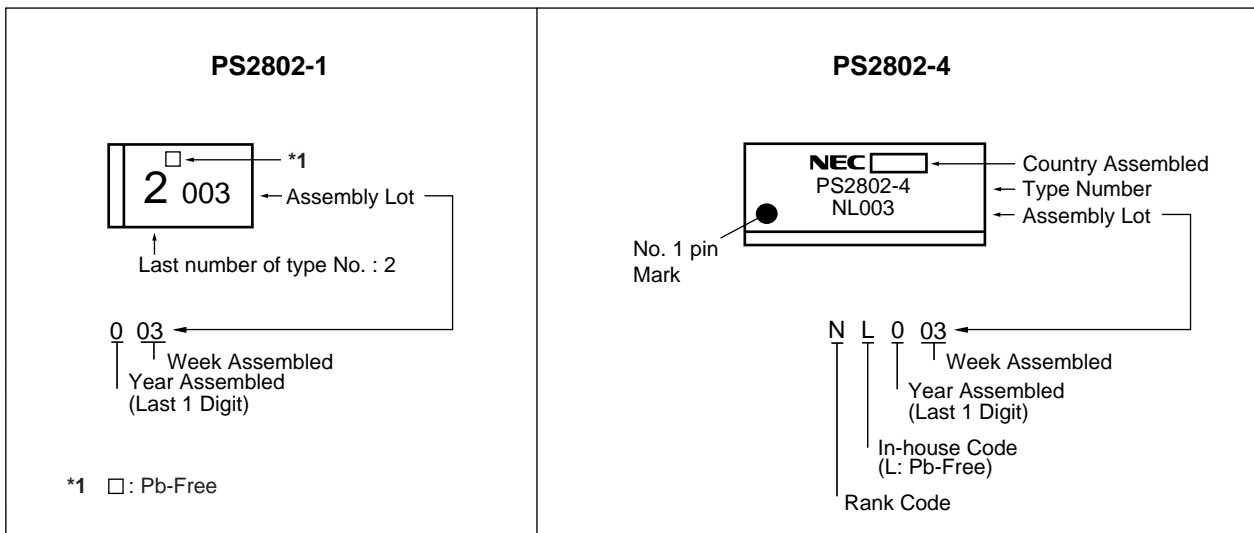 PS2802-1
*1
2 003
Assembly Lot
Last number of type No. : 2
0 03
Week Assembled
Year Assembled
(Last 1 Digit)
*1 □ : Pb-Free
PS2802-4
NEC
Country Assembled
PS2802-4
Type Number
NL003
Assembly Lot
No. 1 pin
Mark
N L 0 03
Week Assembled
Year Assembled
(Last 1 Digit)
In-house Code
(L: Pb-Free)
Rank Code